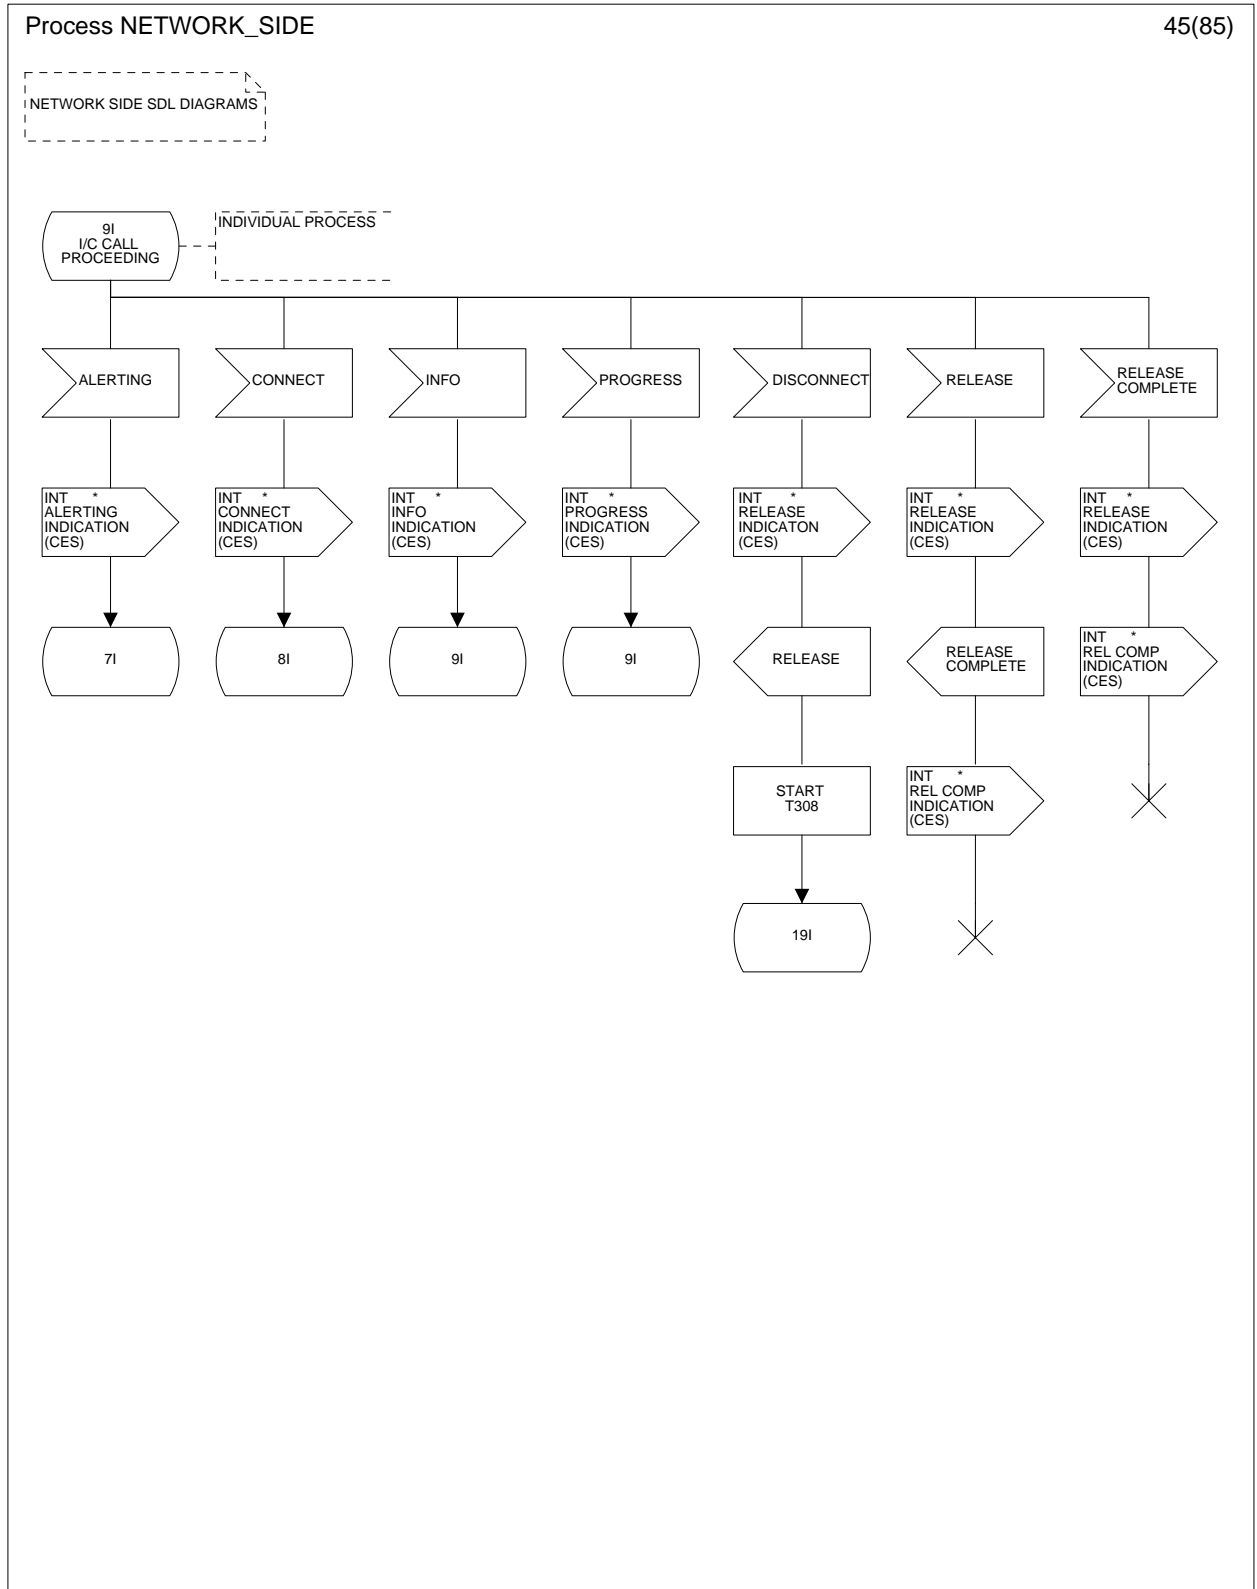 Process NETWORK_SIDE
45(85)
NETWORK SIDE SDL DIAGRAMS
9I
I/C CALL
PROCEEDING
INDIVIDUAL PROCESS
ALERTING
CONNECT
INFO
PROGRESS
DISCONNECT
RELEASE
RELEASE
COMPLETE
INT *
ALERTING
INDICATION
(CES)
INT *
CONNECT
INDICATION
(CES)
INT *
INFO
INDICATION
(CES)
INT *
PROGRESS
INDICATION
(CES)
INT *
RELEASE
INDICATON
(CES)
INT *
RELEASE
INDICATION
(CES)
INT *
RELEASE
INDICATION
(CES)
7I
8I
9I
9I
RELEASE
RELEASE
COMPLETE
INT *
REL COMP
INDICATION
(CES)
START
T308
INT *
REL COMP
INDICATION
(CES)
19I